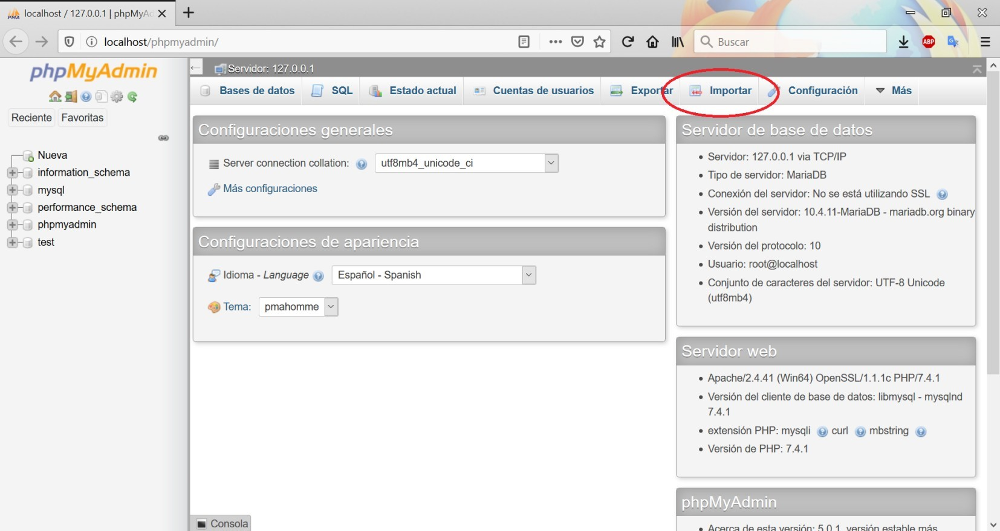 localhost / 127.0.0.1 | phpMyAd
localhost/phpmyadmin/
Buscar
ABP
phpMyAdmin
Reciente Favoritas
Nueva
information_schema
mysql
performance_schema
phpmyadmin
test
Servidor: 127.0.0.1
Bases de datos SQL Estado actual Cuentas de usuarios Exportar Importar Configuración Más
Configuraciones generales
Server connection collation: utf8mb4_unicode_ci
Más configuraciones
Configuraciones de apariencia
Idioma - Language Español - Spanish
Tema: pmahomme
Servidor de base de datos
• Servidor: 127.0.0.1 via TCP/IP
• Tipo de servidor: MariaDB
• Conexión del servidor: No se está utilizando SSL
• Versión del servidor: 10.4.11-MariaDB - mariadb.org binary
distribution
• Versión del protocolo: 10
• Usuario: root@localhost
• Conjunto de caracteres del servidor: UTF-8 Unicode
(utf8mb4)
Servidor web
• Apache/2.4.41 (Win64) OpenSSL/1.1.1c PHP/7.4.1
• Versión del cliente de base de datos: libmysql - mysqlnd
7.4.1
• extensión PHP: mysqli curl mbstring
• Versión de PHP: 7.4.1
phpMyAdmin
• Acerca de esta versión: 5.0.1, versión estable más
Consola